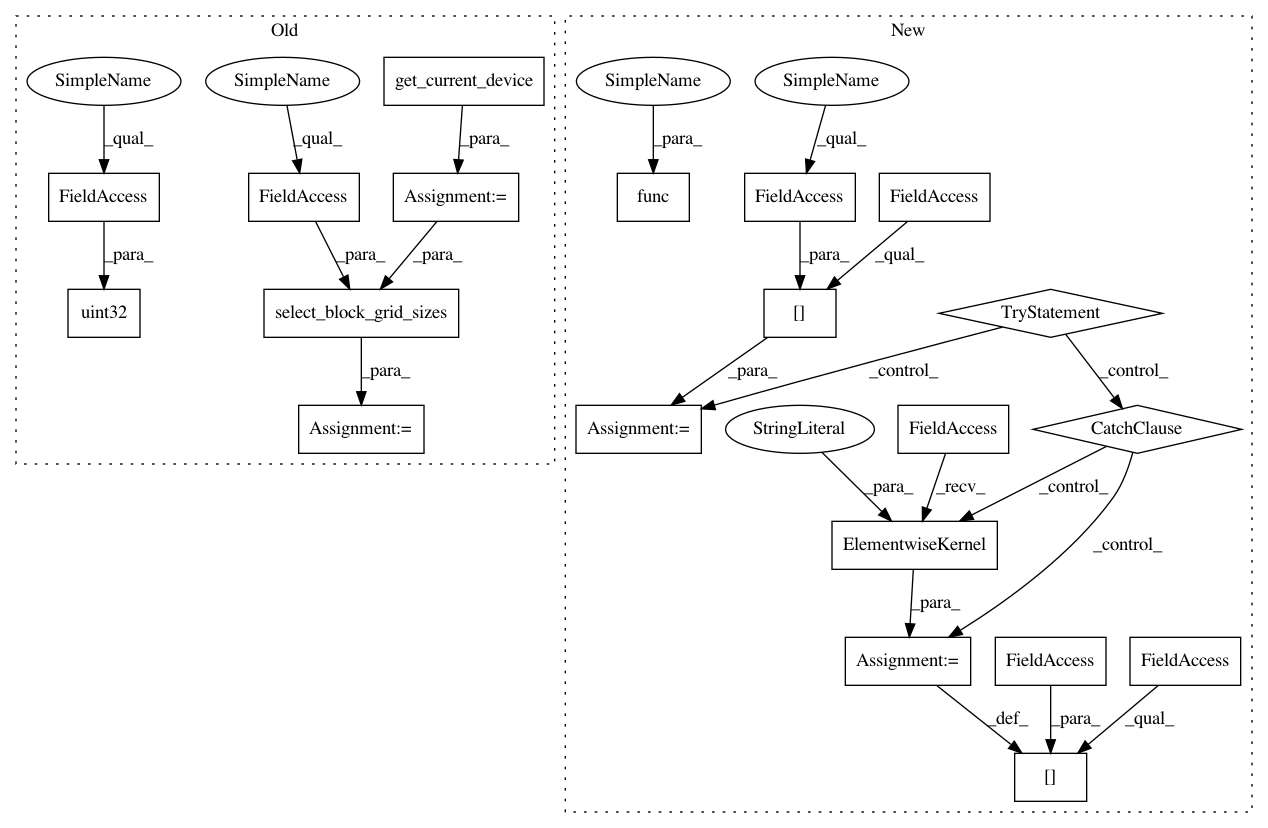 Old
New
SimpleName
SimpleName
get_current_device
SimpleName
SimpleName
_qual_
_qual_
_para_
_para_
_qual_
FieldAccess
FieldAccess
Assignment:=
func
FieldAccess
FieldAccess
_para_
_para_
_para_
_para_
_qual_
uint32
select_block_grid_sizes
[]
TryStatement
_para_
_para_
_control_
_control_
Assignment:=
Assignment:=
StringLiteral
FieldAccess
CatchClause
_para_
_recv_
_control_
ElementwiseKernel
_control_
_para_
Assignment:=
FieldAccess
FieldAccess
_def_
_para_
_qual_
[]